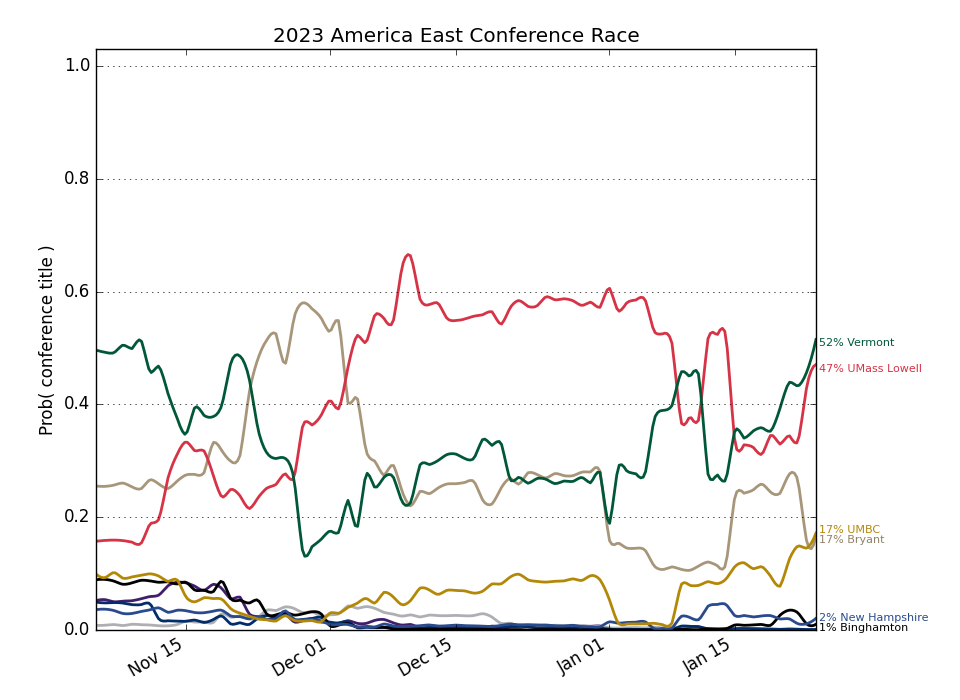 2023 America East Conference Race
Prob( conference title )
1.0
0.8
0.6
0.4
0.2
0.0
52% Vermont
47% UMass Lowell
17% UMBC
17% Bryant
2% New Hampshire
1% Binghamton
Nov 15
Dec 01
Dec 15
Jan 01
Jan 15